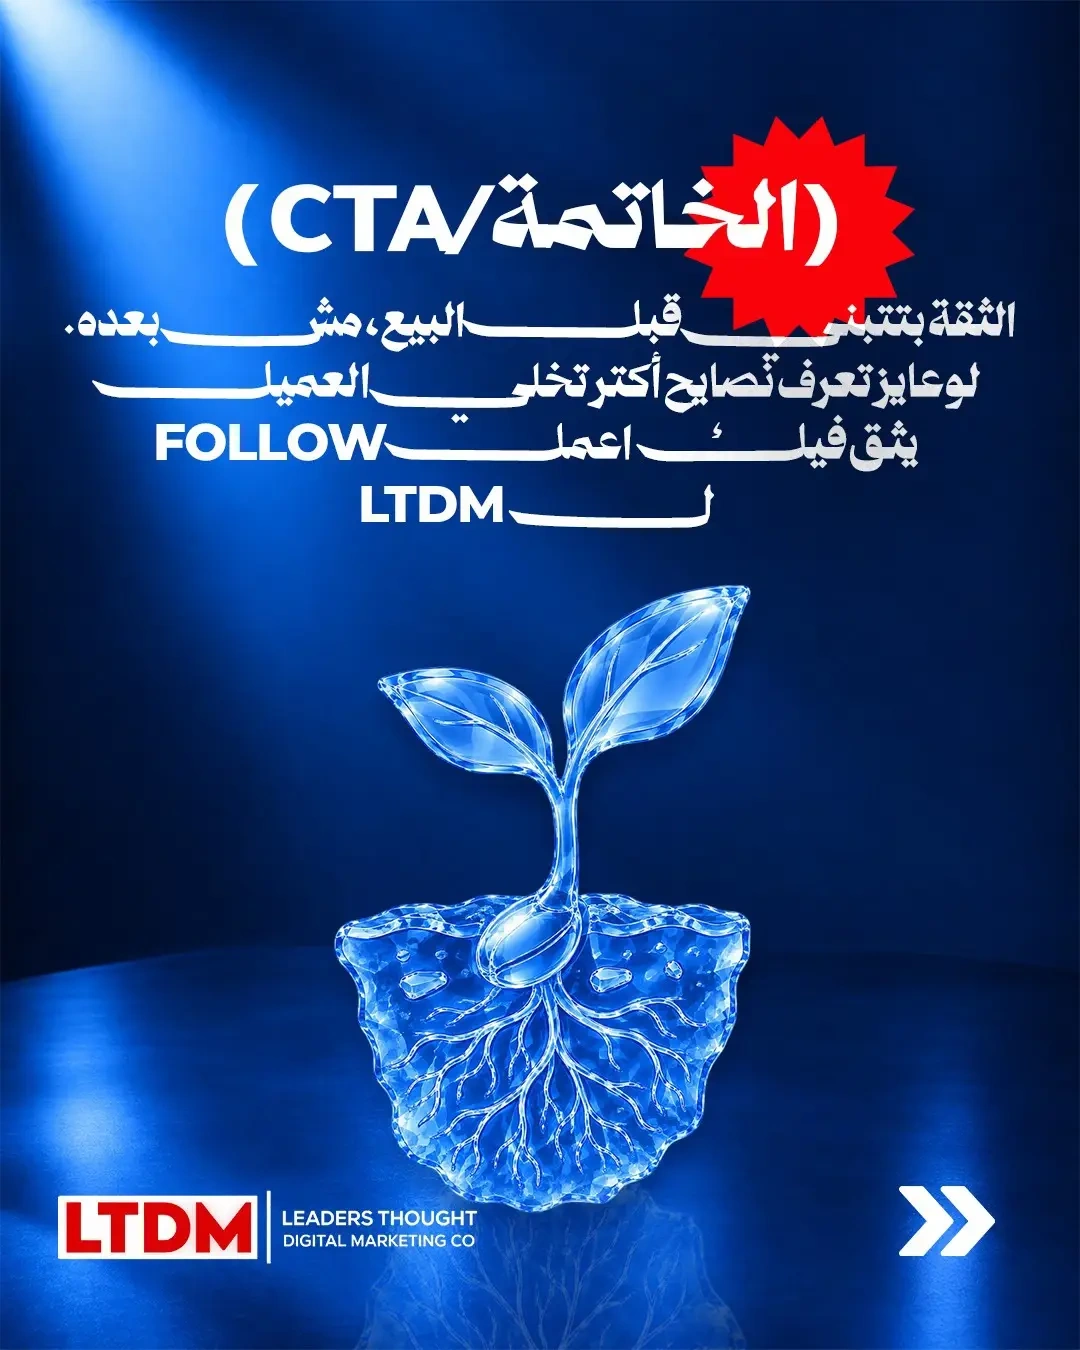 (الخاتمة/CTA)
الثقة بتتبني قبل البيع، مش بعده.
لو عايز تعرف نصايح أكتر تخلي العميل
يثق فيك اعمل FOLLOW
ل LTDM
LTDM
LEADERS THOUGHT
DIGITAL MARKETING CO